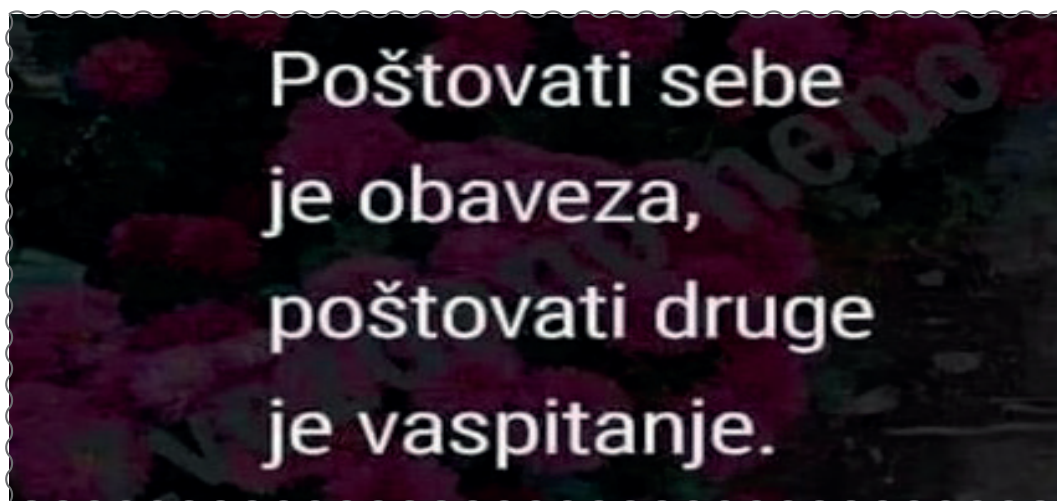 Poštovati sebe
je obaveza,
poštovati druge
je vaspitanje.